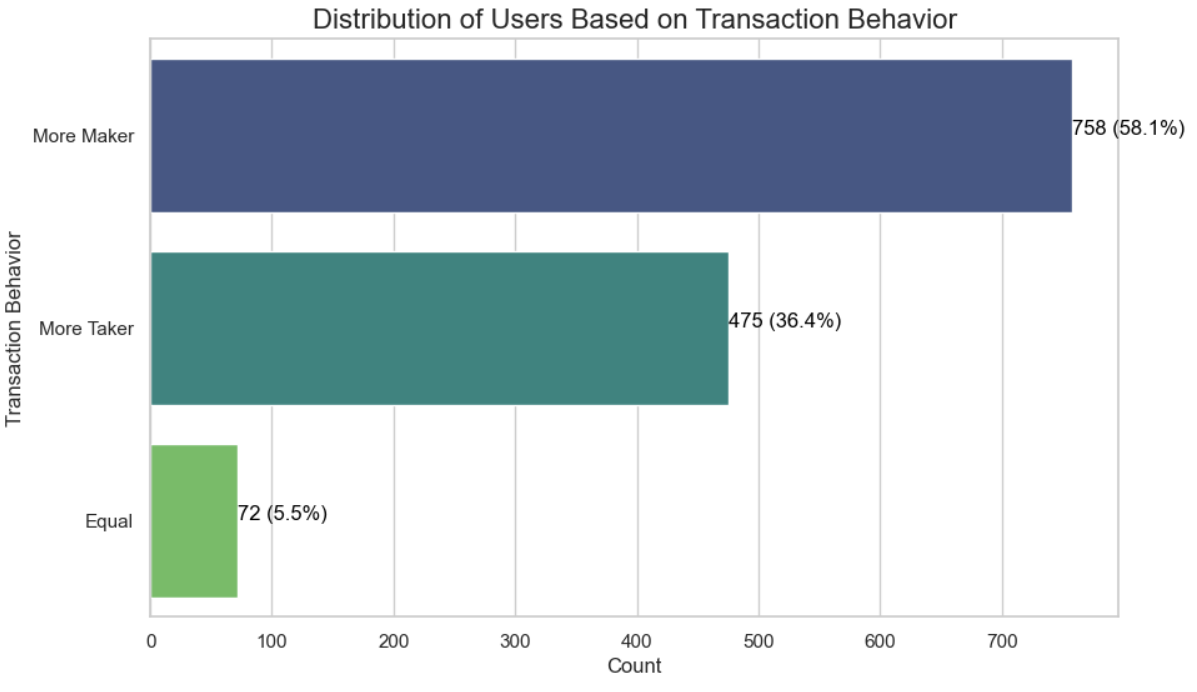 Distribution of Users Based on Transaction Behavior
Transaction Behavior
More Maker
758 (58.1%)
More Taker
475 (36.4%)
Equal
72 (5.5%)
0 100 200 300 400 500 600 700
Count